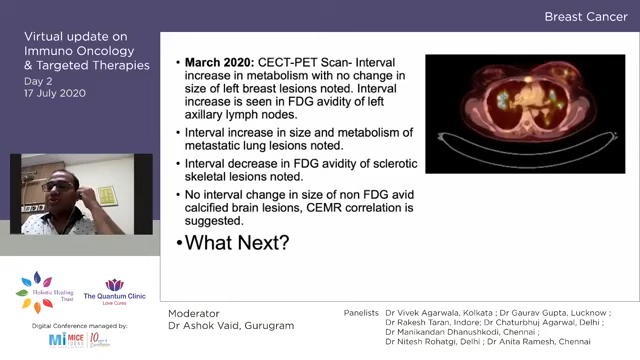 Breast Cancer
Virtual update on
Immuno Oncology
& Targeted Therapies
Day 2
17 July 2020
• March 2020: CECT-PET Scan- Interval
increase in metabolism with no change in
size of left breast lesions noted. Interval
increase is seen in FDG avidity of left
axillary lymph nodes.
• Interval increase in size and metabolism of
metastatic lung lesions noted.
• Interval decrease in FDG avidity of sclerotic
skeletal lesions noted.
• No interval change in size of non FDG avid
calcified brain lesions, CEMR correlation is
suggested.
• What Next?
Holistic Healing
Trust
The Quantum Clinic
Love Cures
Digital Conference managed by:
Mi MICE
10
Moderator
Dr Ashok Vaid, Gurugram
Panelists
Dr Vivek Agarwala, Kolkata ; Dr Gaurav Gupta, Lucknow ;
Dr Rakesh Taran, Indore; Dr Chaturbhuj Agarwal, Delhi ;
Dr Manikandan Dhanushkodi, Chennai ;
Dr Nitesh Rohatgi, Delhi ; Dr Anita Ramesh, Chennai